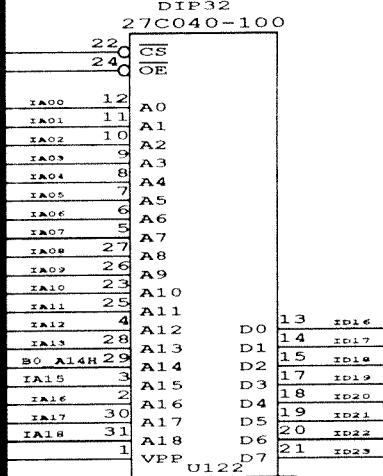 DIP32
27C040-100
22 CS
24 OE
IA00 12 A0
IA01 11 A1
IA02 10 A2
IA03 9 A3
IA04 8 A4
IA05 7 A5
IA06 6 A6
IA07 5 A7
IA08 27 A8
IA09 26 A9
IA10 23 A10
IA11 25 A11
IA12 4 A12 D0 13 ID16
IA13 28 A13 D1 14 ID17
B0_A14H 29 A14 D2 15 ID18
IA15 3 A15 D3 17 ID19
IA16 2 A16 D4 18 ID20
IA17 30 A17 D5 19 ID21
IA18 31 A18 D6 20 ID22
1 VPP D7 21 ID23
U122